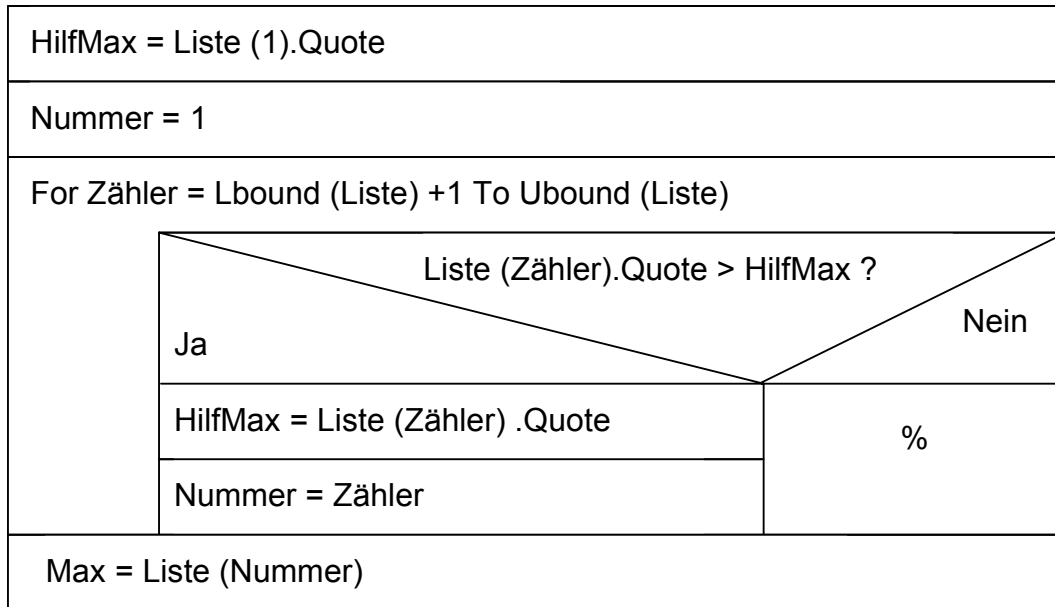 HilfMax = Liste (1).Quote
Nummer = 1
For Zähler = Lbound (Liste) +1 To Ubound (Liste)
Liste (Zähler).Quote > HilfMax ?
Ja
Nein
HilfMax = Liste (Zähler) .Quote
%
Nummer = Zähler
Max = Liste (Nummer)